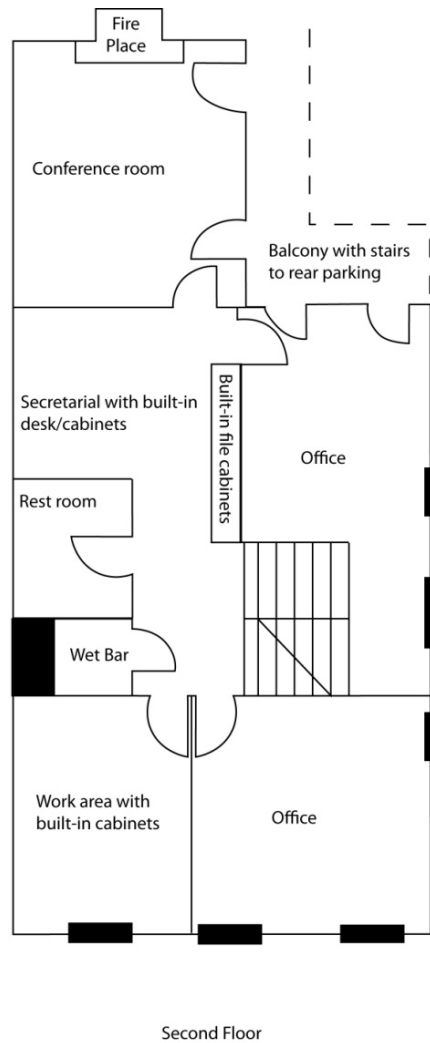 Fire
Place
Conference room
Balcony with stairs
to rear parking
Secretarial with built-in
desk/cabinets
Built-in file cabinets
Office
Rest room
Wet Bar
Work area with
built-in cabinets
Office
Second Floor